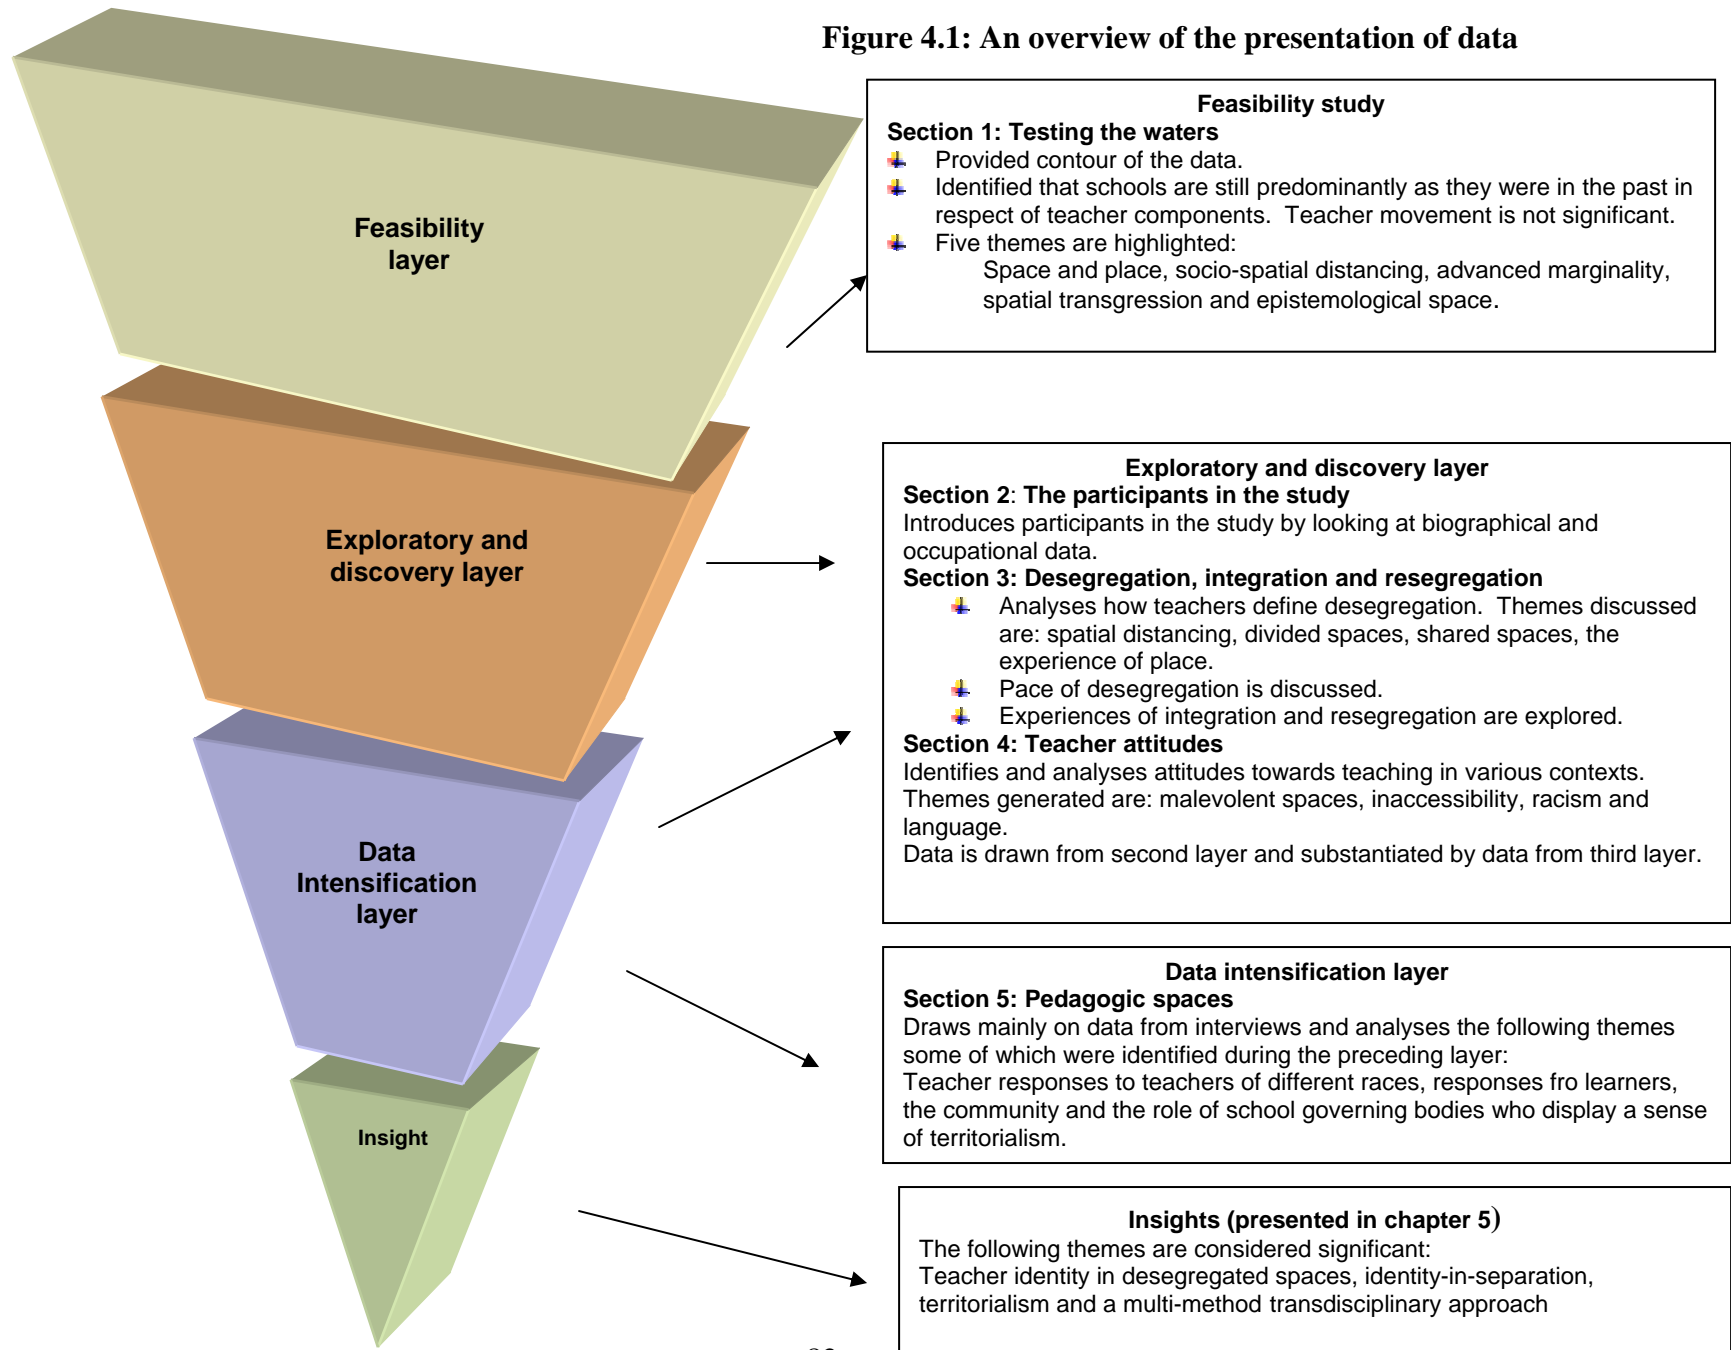 Figure 4.1: An overview of the presentation of data
Feasibility
layer
Feasibility study
Section 1: Testing the waters
Provided contour of the data.
Identified that schools are still predominantly as they were in the past in
respect of teacher components.  Teacher movement is not significant.
Five themes are highlighted:
Space and place, socio-spatial distancing, advanced marginality,
spatial transgression and epistemological space.
Exploratory and
discovery layer
Exploratory and discovery layer
Section 2: The participants in the study
Introduces participants in the study by looking at biographical and
occupational data.
Section 3: Desegregation, integration and resegregation
Analyses how teachers define desegregation.  Themes discussed
are: spatial distancing, divided spaces, shared spaces, the
experience of place.
Pace of desegregation is discussed.
Experiences of integration and resegregation are explored.
Section 4: Teacher attitudes
Identifies and analyses attitudes towards teaching in various contexts.
Themes generated are: malevolent spaces, inaccessibility, racism and
language.
Data is drawn from second layer and substantiated by data from third layer.
Data
Intensification
layer
Data intensification layer
Section 5: Pedagogic spaces
Draws mainly on data from interviews and analyses the following themes
some of which were identified during the preceding layer:
Teacher responses to teachers of different races, responses fro learners,
the community and the role of school governing bodies who display a sense
of territorialism.
Insight
Insights (presented in chapter 5)
The following themes are considered significant:
Teacher identity in desegregated spaces, identity-in-separation,
territorialism and a multi-method transdisciplinary approach